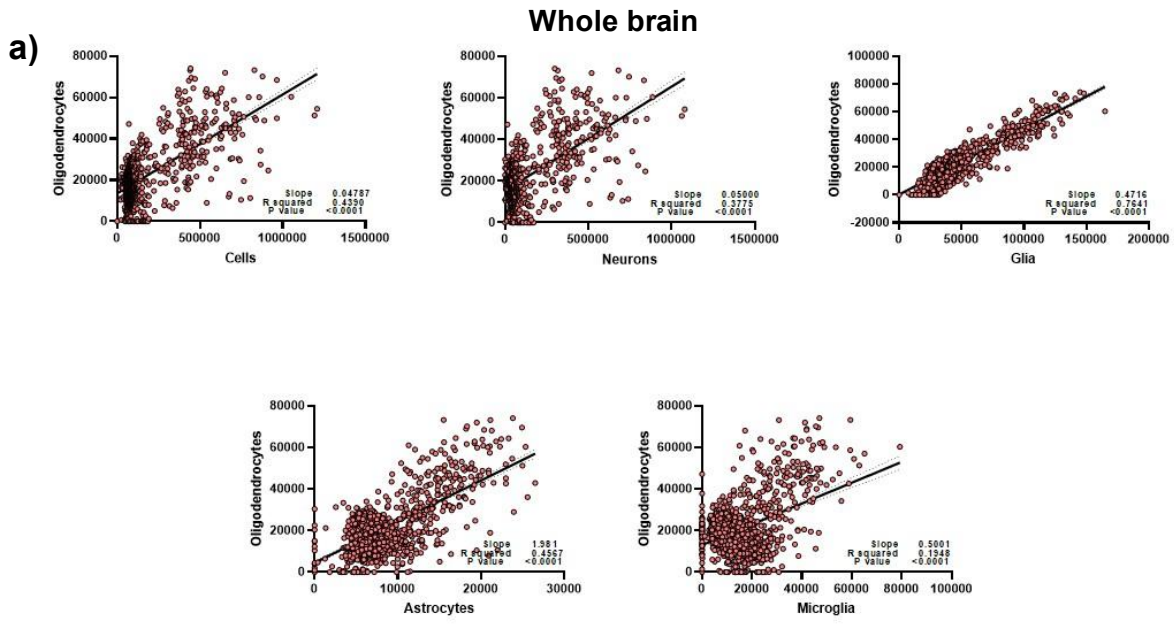 Whole brain
a)
80000
60000
40000
20000
0
Oligodendrocytes
Slope 0.04787
R squared 0.4390
P value <0.0001
0 500000 1000000 1500000
Cells
80000
60000
40000
20000
0
Oligodendrocytes
Slope 0.05000
R squared 0.3775
P value <0.0001
0 500000 1000000 1500000
Neurons
100000
80000
60000
40000
20000
0
-20000
Oligodendrocytes
Slope 0.4716
R squared 0.7641
P value <0.0001
0 50000 100000 150000 200000
Glia
80000
60000
40000
20000
0
Oligodendrocytes
Slope 1.981
R squared 0.4567
P value <0.0001
0 10000 20000 30000
Astrocytes
80000
60000
40000
20000
0
Oligodendrocytes
Slope 0.5001
R squared 0.1948
P value <0.0001
0 20000 40000 60000 80000 100000
Microglia